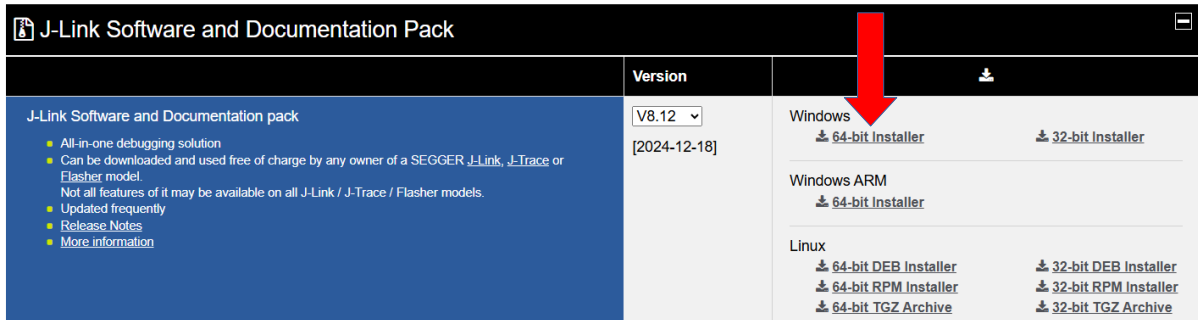 J-Link Software and Documentation Pack
Version
J-Link Software and Documentation pack
All-in-one debugging solution
Can be downloaded and used free of charge by any owner of a SEGGER J-Link, J-Trace or
Flasher model.
Not all features of it may be available on all J-Link / J-Trace / Flasher models.
Updated frequently
Release Notes
More information
V8.12
[2024-12-18]
Windows
64-bit Installer 32-bit Installer
Windows ARM
64-bit Installer
Linux
64-bit DEB Installer 32-bit DEB Installer
64-bit RPM Installer 32-bit RPM Installer
64-bit TGZ Archive 32-bit TGZ Archive